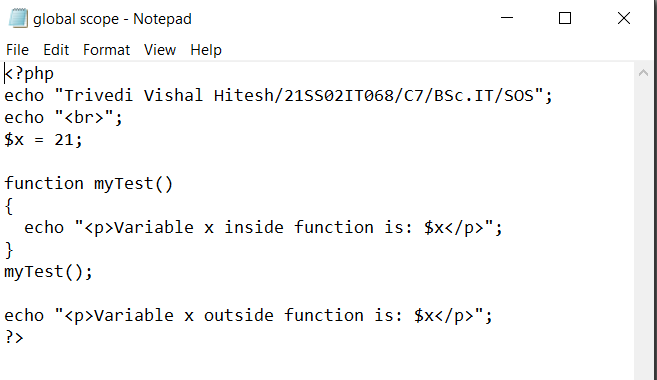 global scope - Notepad
File Edit Format View Help
<?php
echo "Trivedi Vishal Hitesh/21SS02IT068/C7/BSc.IT/SOS";
echo "<br>";
$x = 21;

function myTest()
{
  echo "<p>Variable x inside function is: $x</p>";
}
myTest();

echo "<p>Variable x outside function is: $x</p>";
?>